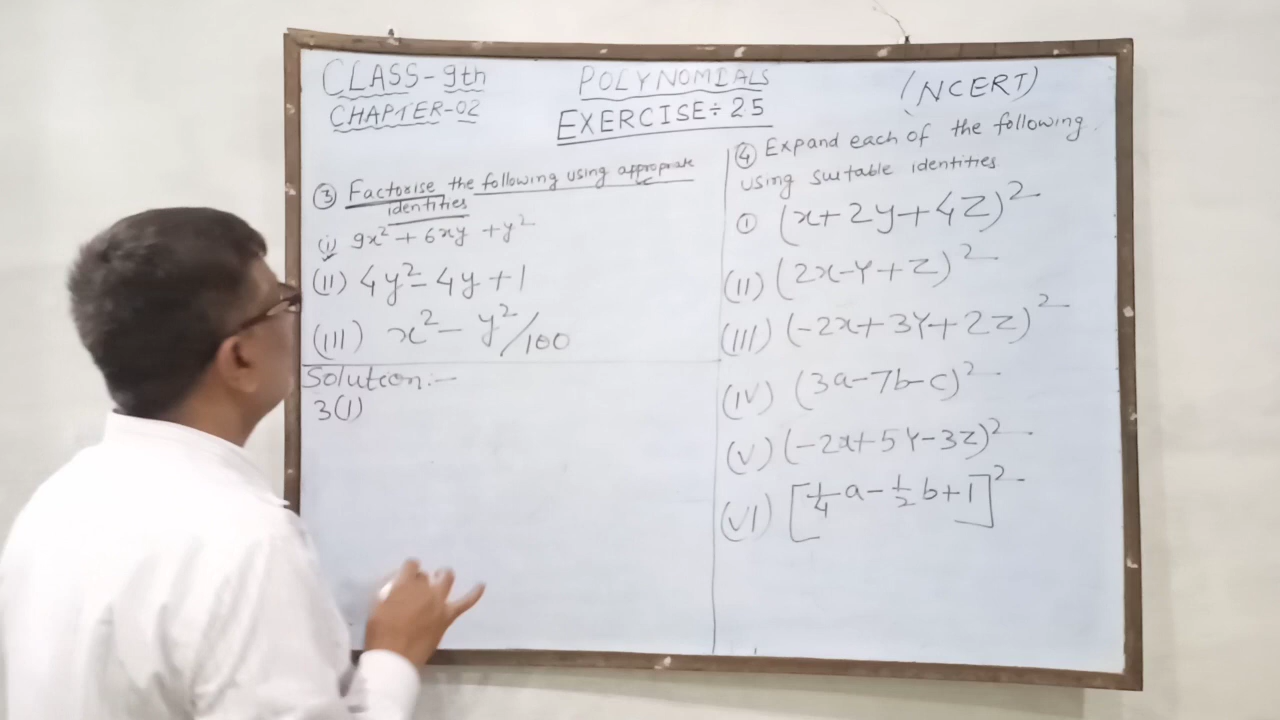 CLASS-9th
CHAPTER-02
POLYNOMIALS
EXERCISE÷25
(NCERT)
③ Factorise the following using approprate
identities
(i) 9x² + 6xy + y²
(II) 4y² - 4y + 1
(III) x² - y²/100
Solution:-
3(1)
④ Expand each of the following
using suitable identities
① (x+2y+4Z)²
(II) (2x-Y+Z)²
(III) (-2x+3Y+2Z)²
(IV) (3a-7b-c)²
(V) (-2x+5Y-3Z)²
(VI) [1/4 a - 1/2 b+1]²